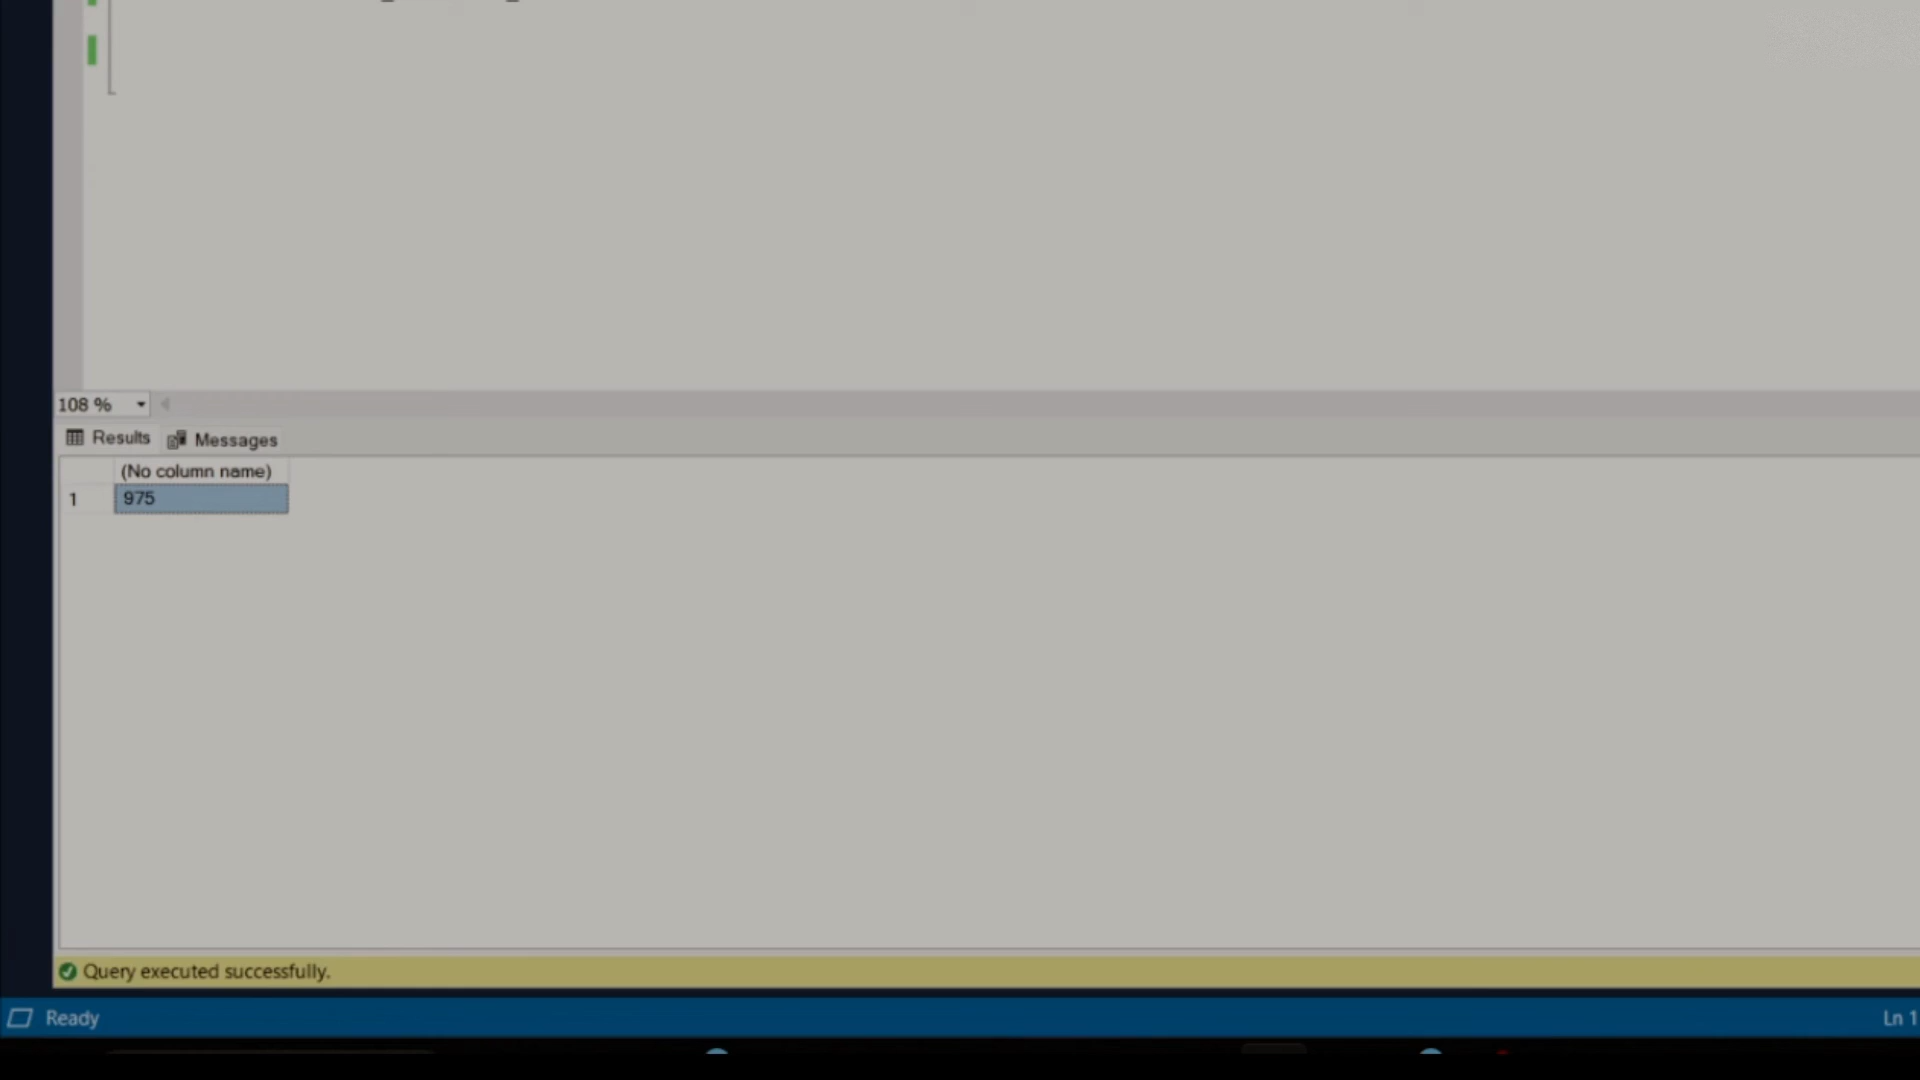 108 %
Results Messages
(No column name)
1 975
Query executed successfully.
Ready Ln 1